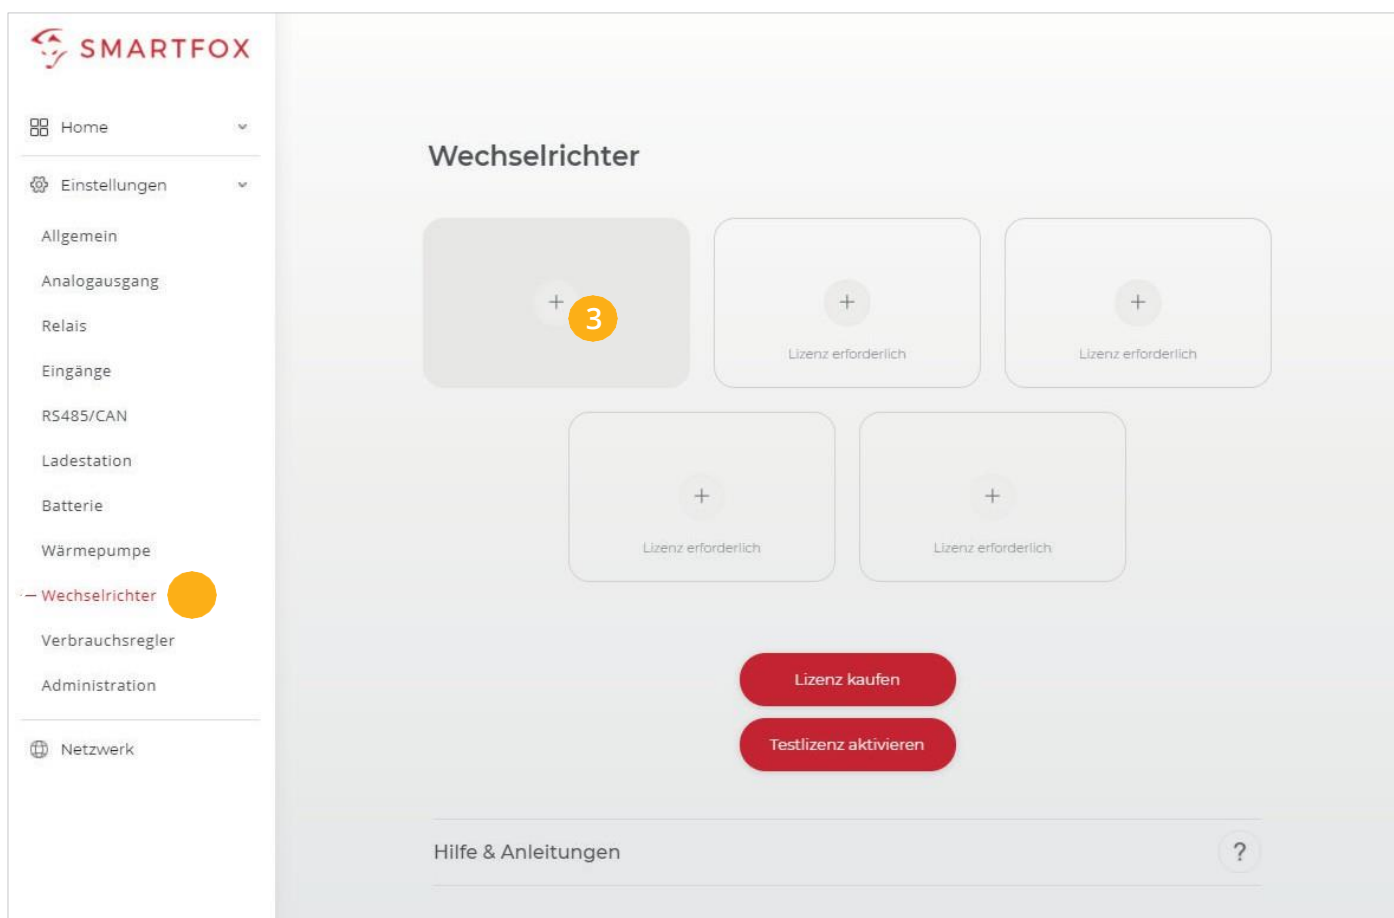 SMARTFOX
Home
Einstellungen
Allgemein
Analogausgang
Relais
Eingänge
RS485/CAN
Ladestation
Batterie
Wärmepumpe
Wechselrichter
Verbrauchsregler
Administration
Netzwerk
Wechselrichter
+
3
+
Lizenz erforderlich
+
Lizenz erforderlich
+
Lizenz erforderlich
+
Lizenz erforderlich
Lizenz kaufen
Testlizenz aktivieren
Hilfe & Anleitungen ?